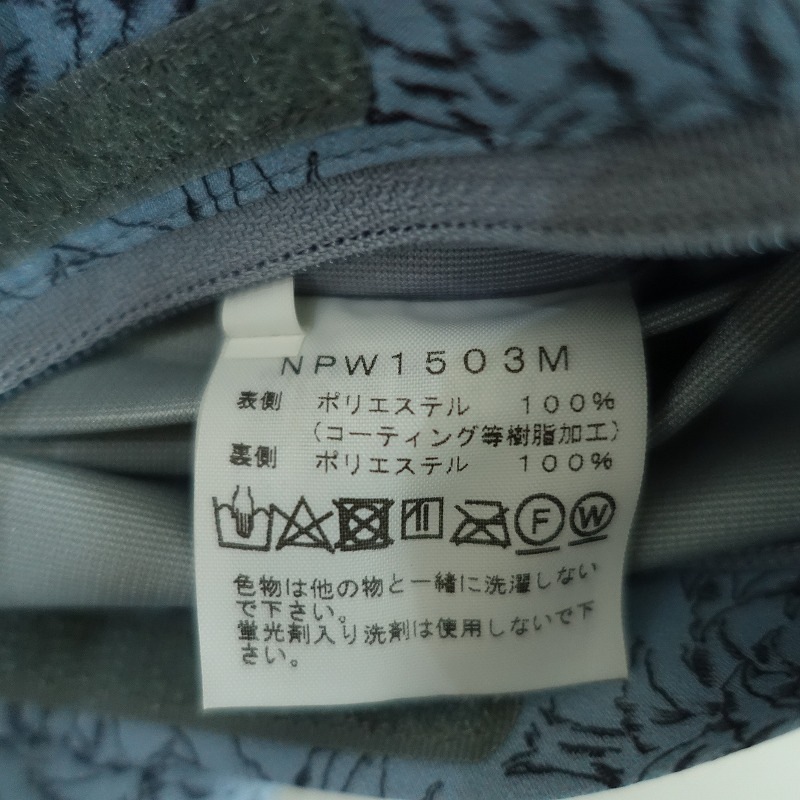 NPW1503M
表側 ポリエステル 100%
(コーティング等樹脂加工)
裏側 ポリエステル 100%
F W
色物は他の物と一緒に洗濯しない
で下さい。
蛍光剤入り洗剤は使用しないで下
さい。